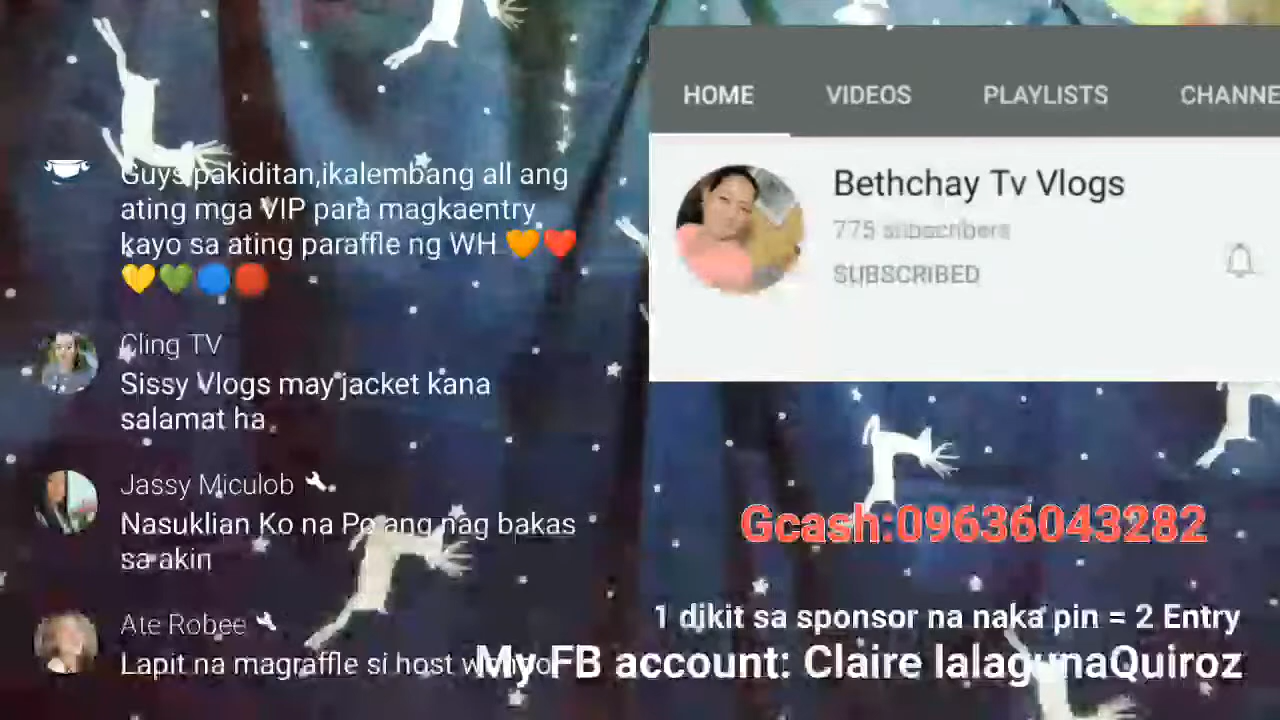 Guys pakiditan,ikalembang all ang
ating mga VIP para magkaentry
kayo sa ating paraffle ng WH 🧡❤️
💛💚🔵🔴
Cling TV
Sissy Vlogs may jacket kana
salamat ha
Jassy Miculob
Nasuklian Ko na Po ang nag bakas
sa akin
Ate Robee
Lapit na magraffle si host
HOME
VIDEOS
PLAYLISTS
CHANNE
Bethchay Tv Vlogs
775 subscribers
SUBSCRIBED
Gcash:09636043282
1 djkit sa sponsor na naka pin = 2 Entry
My FB account: Claire lalagunaQuiroz